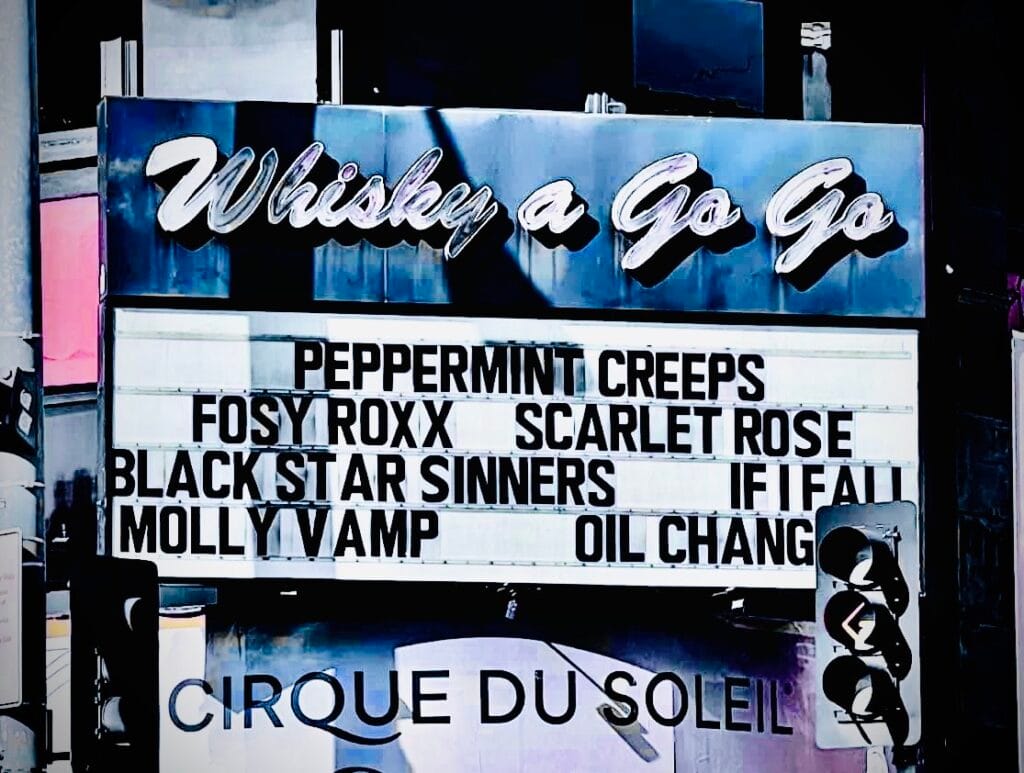 Whisky a Go Go
PEPPERMINT CREEPS
FOSY ROXX SCARLET ROSE
BLACK STAR SINNERS IF I FALL
MOLLY VAMP OIL CHANG
CIRQUE DU SOLEIL